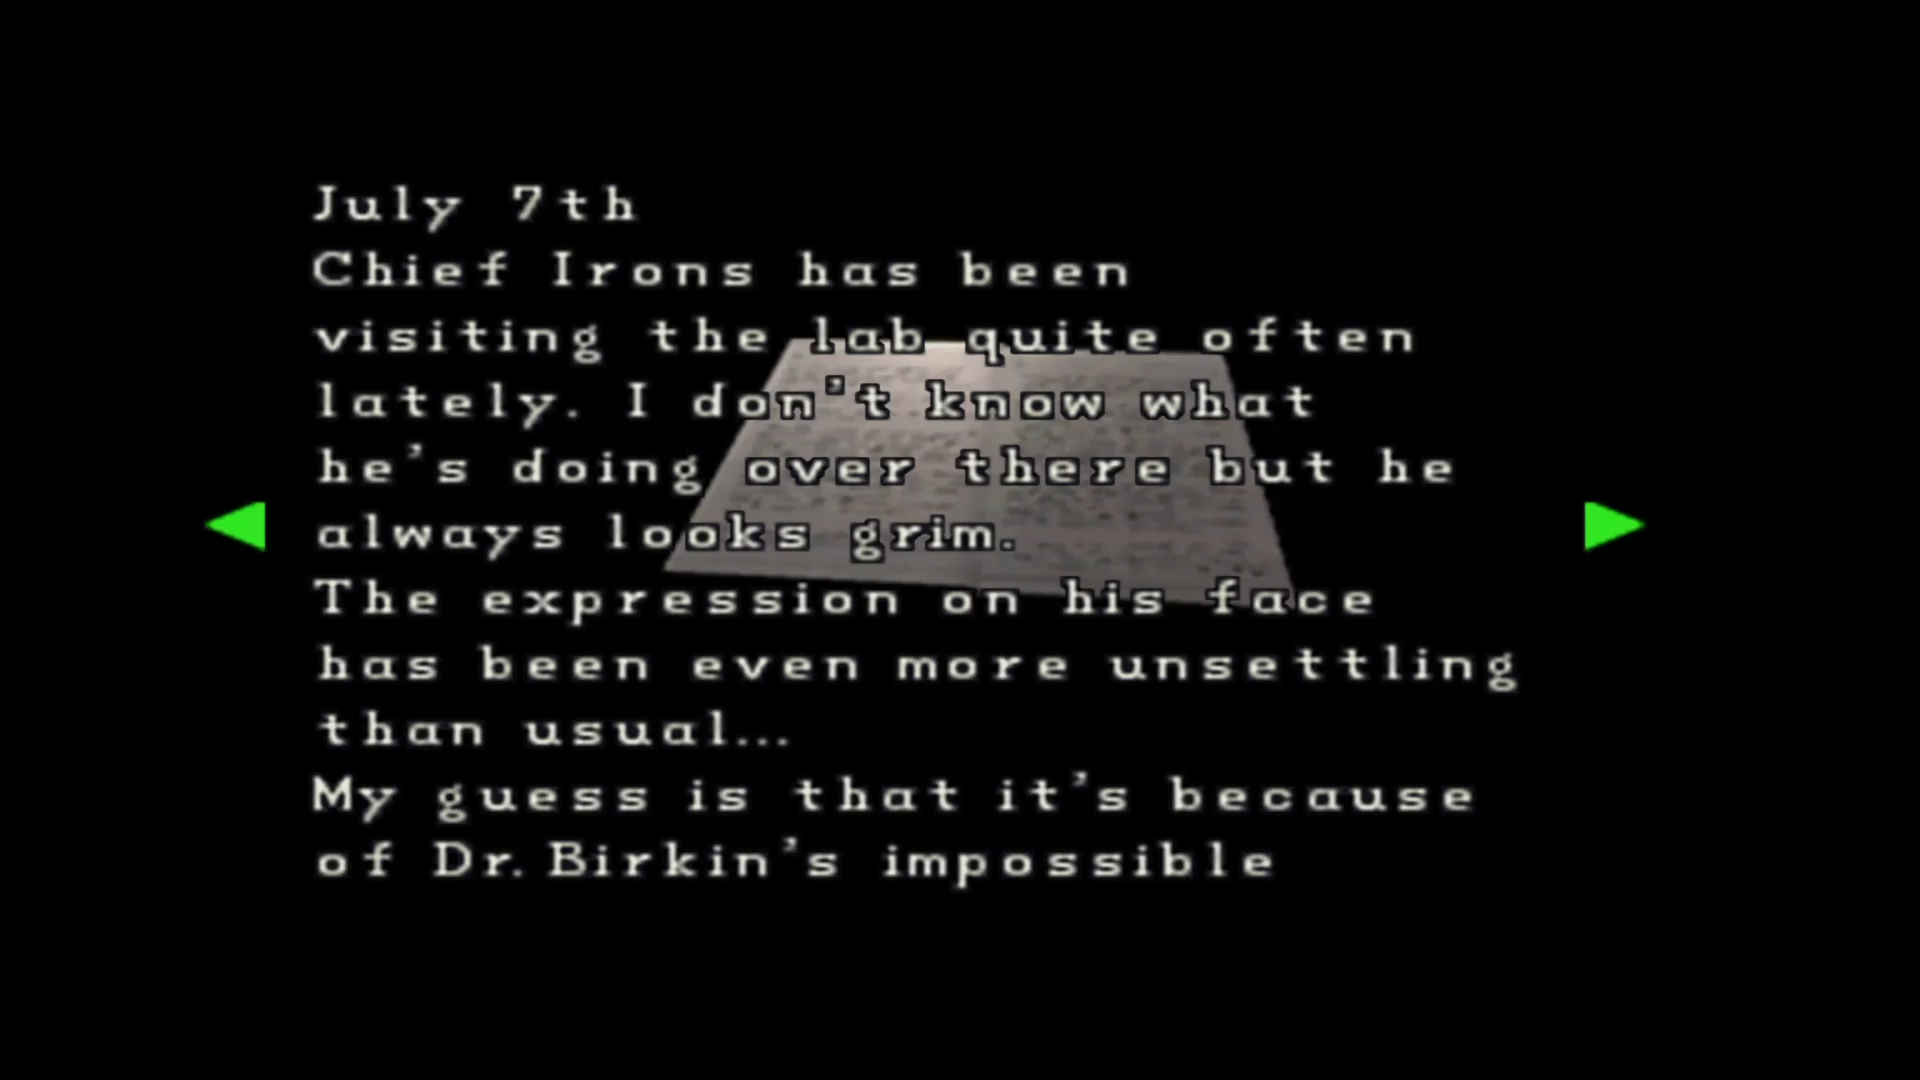 July 7th
Chief Irons has been
visiting the lab quite often
lately. I don't know what
he's doing over there but he
always looks grim.
The expression on his face
has been even more unsettling
than usual...
My guess is that it's because
of Dr. Birkin's impossible